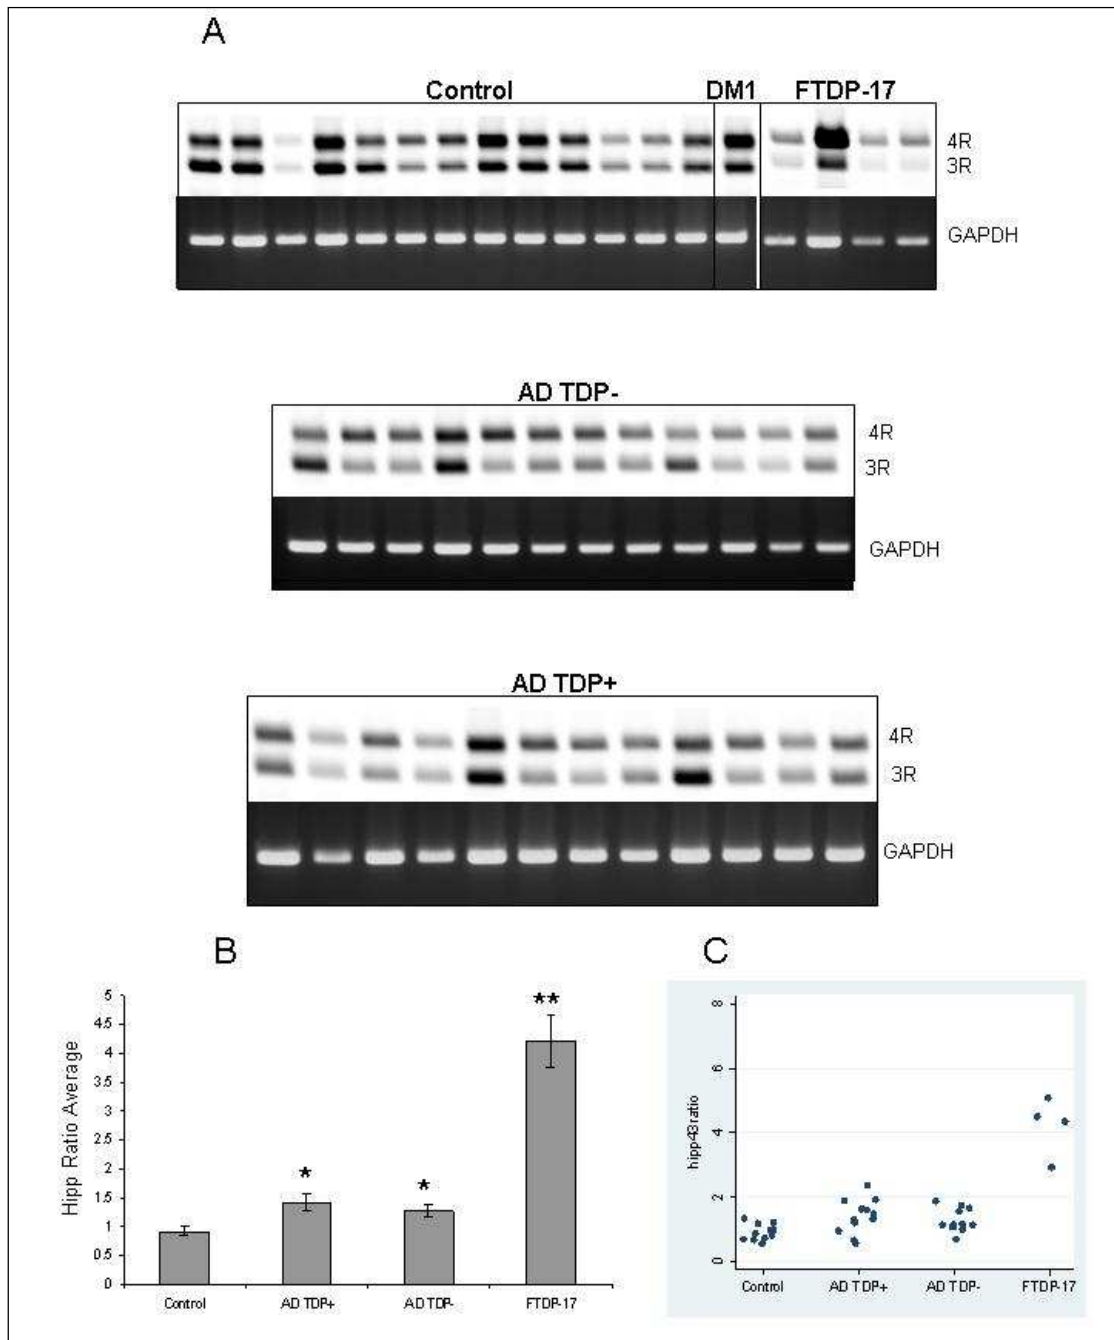 A
Control DM1 FTDP-17
4R
3R
GAPDH
AD TDP-
4R
3R
GAPDH
AD TDP+
4R
3R
GAPDH
B
Hipp Ratio Average
5
4.5
4
3.5
3
2.5
2
1.5
1
0.5
0
* * **
Control AD TDP+ AD TDP- FTDP-17
C
hipp43ratio
8
6
4
2
0
Control AD TDP+ AD TDP- FTDP-17